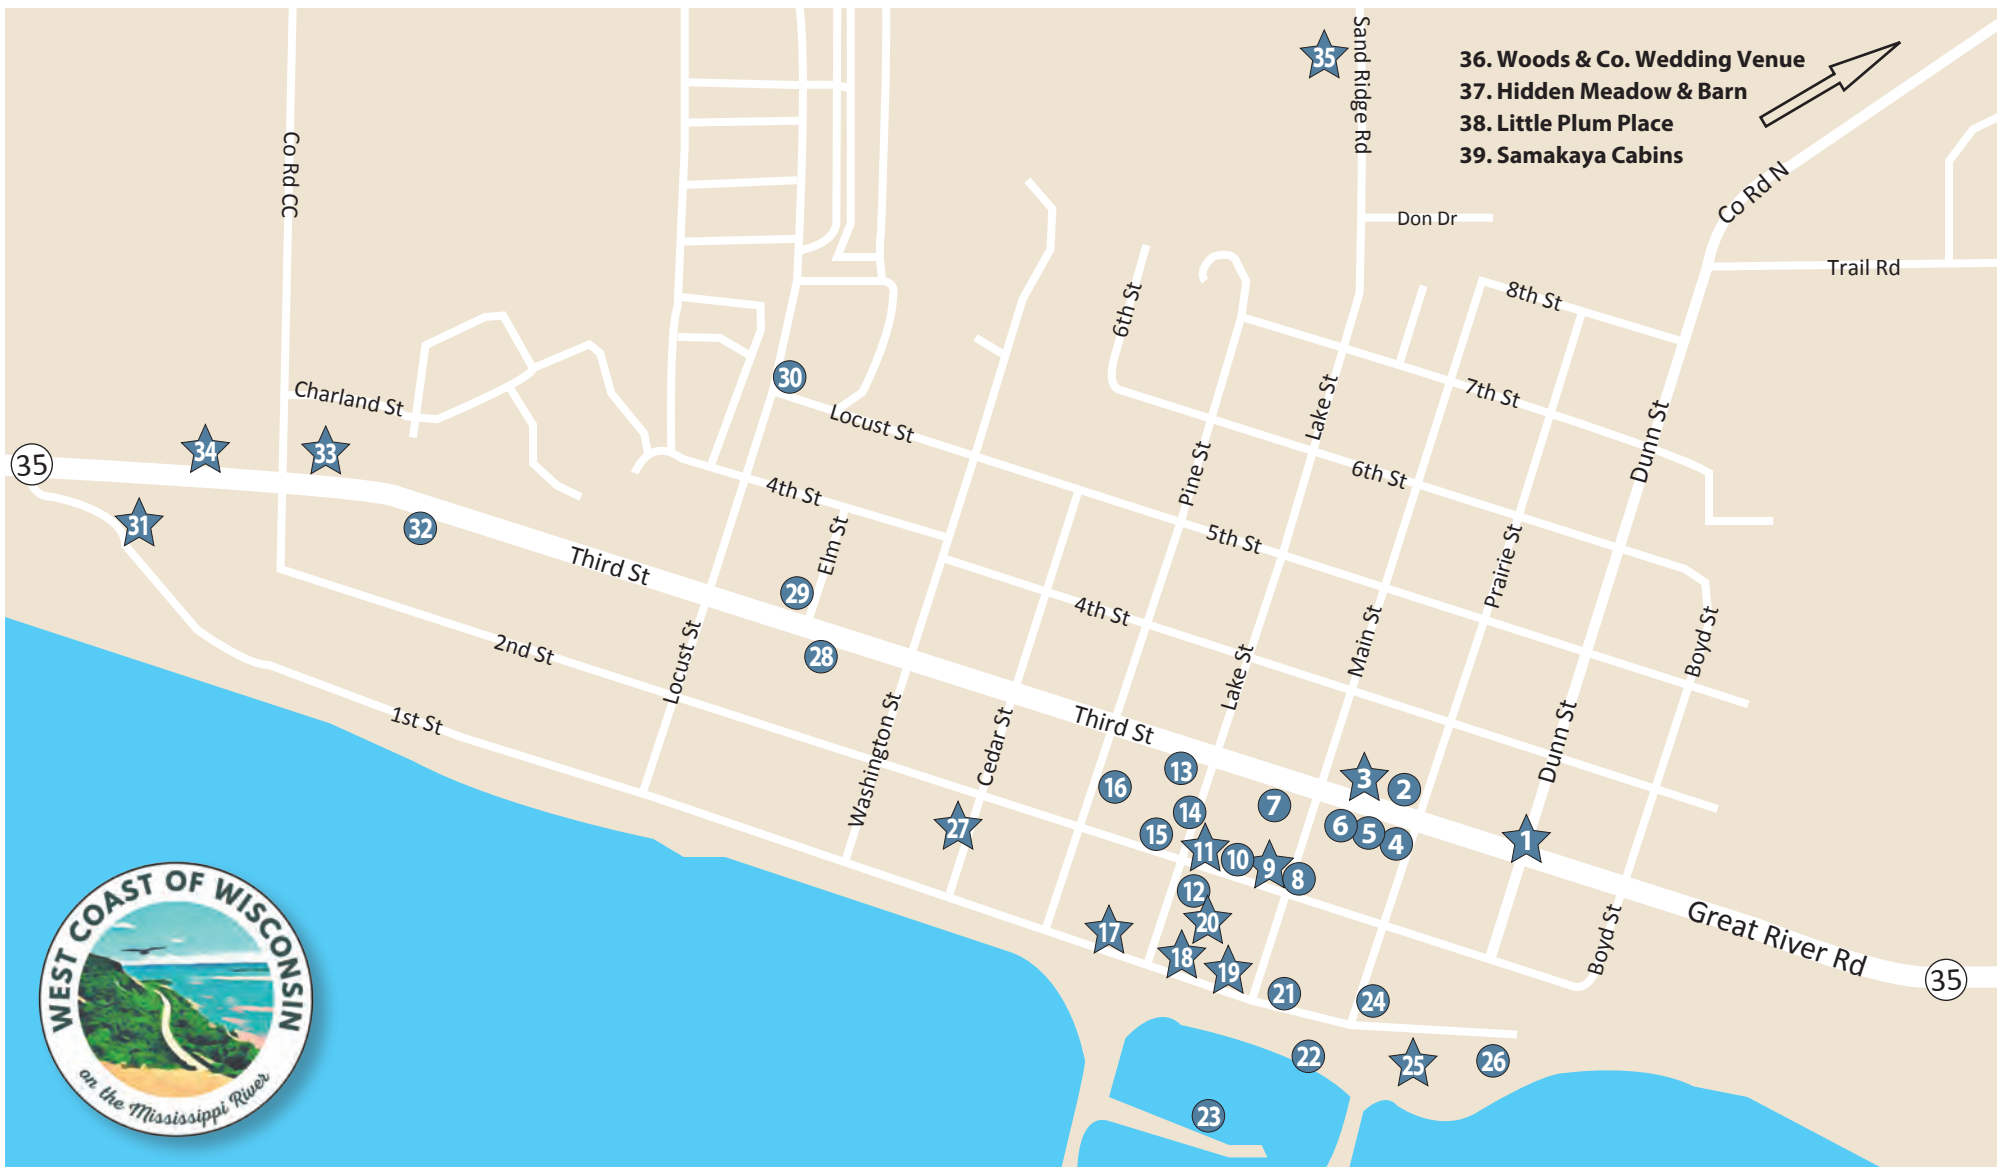 35
Sand Ridge Rd
36. Woods & Co. Wedding Venue
37. Hidden Meadow & Barn
38. Little Plum Place
39. Samakaya Cabins
Co Rd CC
Co Rd N
Don Dr
Trail Rd
6th St
8th St
30
Charland St
Locust St
Lake St
7th St
Dunn St
34
33
35
Pine St
6th St
4th St
31
32
Elm St
5th St
Prairie St
Third St
29
4th St
Boyd St
2nd St
Locust St
28
Main St
Lake St
1st St
Washington St
Cedar St
Third St
Dunn St
13
16
3
2
7
14
27
15
6
5
4
1
11
10
9
8
12
20
17
18
19
Boyd St
Great River Rd
35
21
24
22
25
26
23
WEST COAST OF WISCONSIN
on the Mississippi River